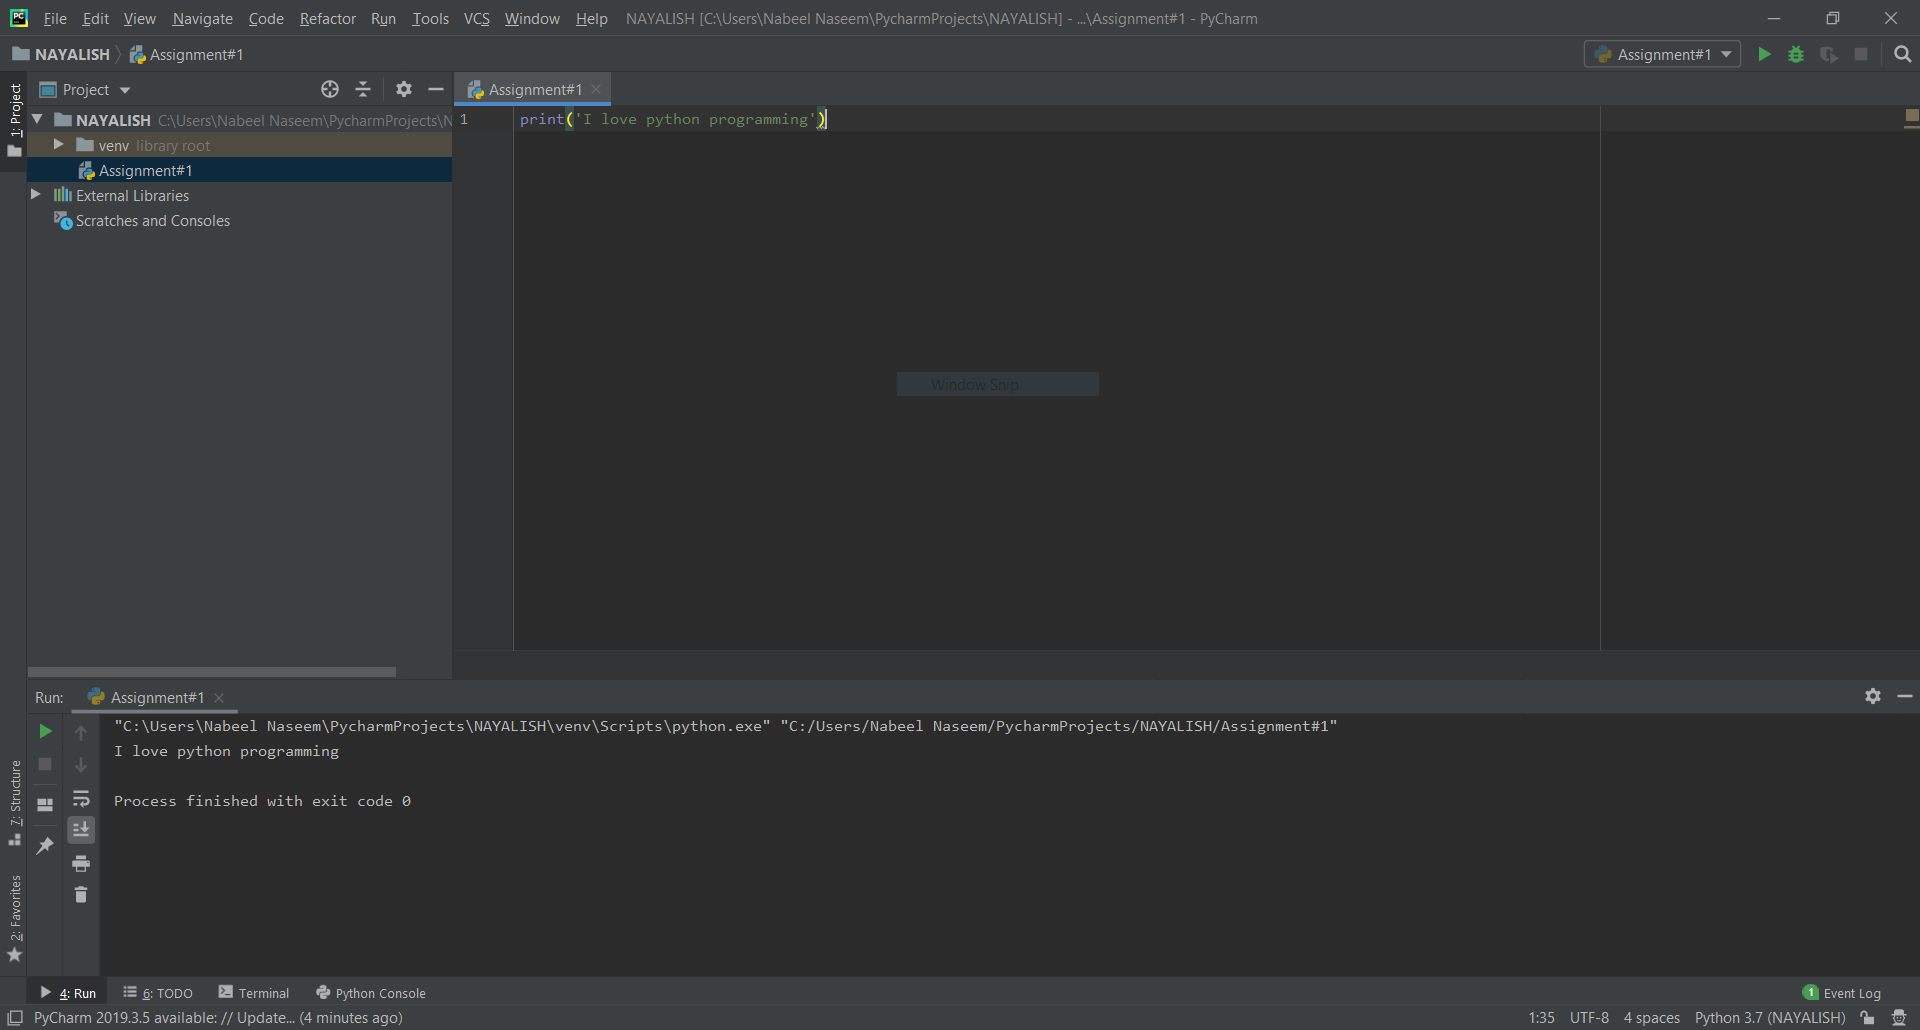 File Edit View Navigate Code Refactor Run Tools VCS Window Help NAYALISH [C:\Users\Nabeel Naseem\PycharmProjects\NAYALISH] - ...\Assignment#1 - PyCharm
NAYALISH Assignment#1 Assignment#1
1: Project
Project
Assignment#1
NAYALISH C:\Users\Nabeel Naseem\PycharmProjects\N
venv library root
Assignment#1
External Libraries
Scratches and Consoles
1 print('I love python programming')
Window Snip
Run: Assignment#1
"C:\Users\Nabeel Naseem\PycharmProjects\NAYALISH\venv\Scripts\python.exe" "C:/Users/Nabeel Naseem/PycharmProjects/NAYALISH/Assignment#1"
I love python programming
Process finished with exit code 0
7: Structure
2: Favorites
4: Run 6: TODO Terminal Python Console 1 Event Log
PyCharm 2019.3.5 available: // Update... (4 minutes ago) 1:35 UTF-8 4 spaces Python 3.7 (NAYALISH)